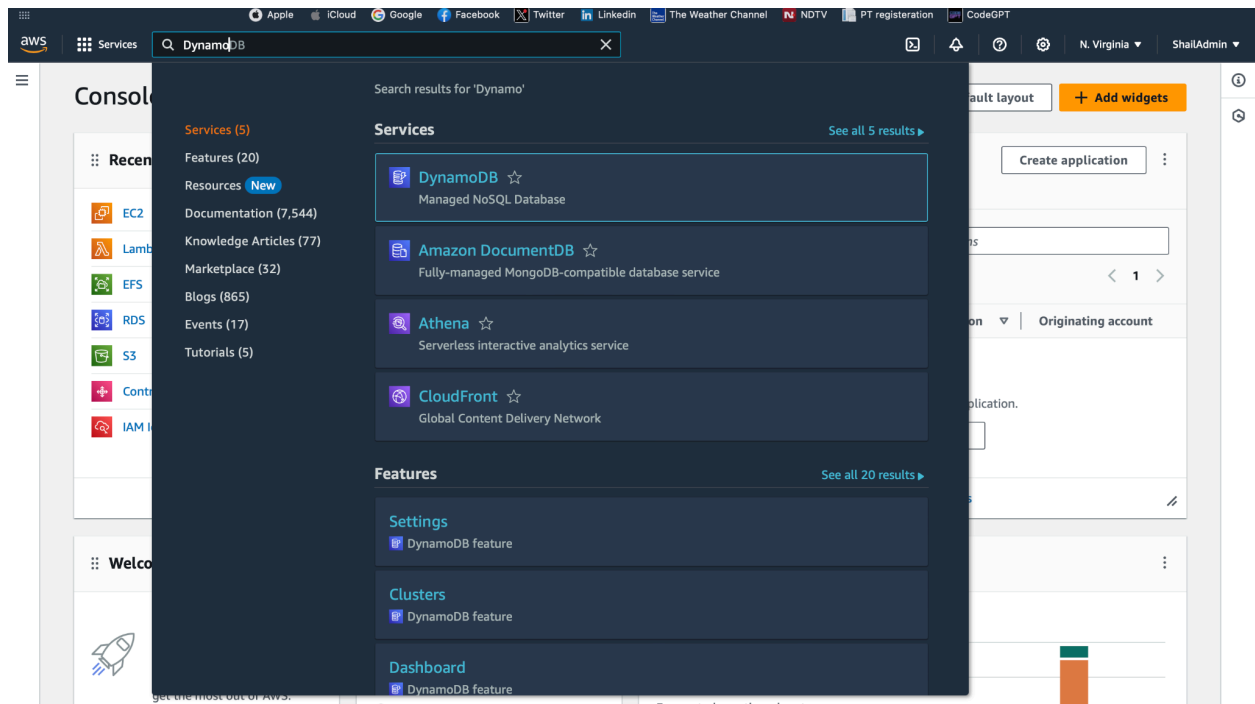 Apple iCloud Google Facebook Twitter Linkedin The Weather Channel NDTV PT registeration CodeGPT
aws Services DynamoDB N. Virginia ShailAdmin
Consol
ault layout + Add widgets
Search results for 'Dynamo'
Services (5)
Features (20)
Resources New
Documentation (7,544)
Knowledge Articles (77)
Marketplace (32)
Blogs (865)
Events (17)
Tutorials (5)
Services See all 5 results
DynamoDB
Managed NoSQL Database
Amazon DocumentDB
Fully-managed MongoDB-compatible database service
Athena
Serverless interactive analytics service
CloudFront
Global Content Delivery Network
Features See all 20 results
Settings
DynamoDB feature
Clusters
DynamoDB feature
Dashboard
DynamoDB feature
Recen
EC2
Lamb
EFS
RDS
S3
Contr
IAM I
Create application
ns
1
on Originating account
plication.
Welco
get the most out of AWS.